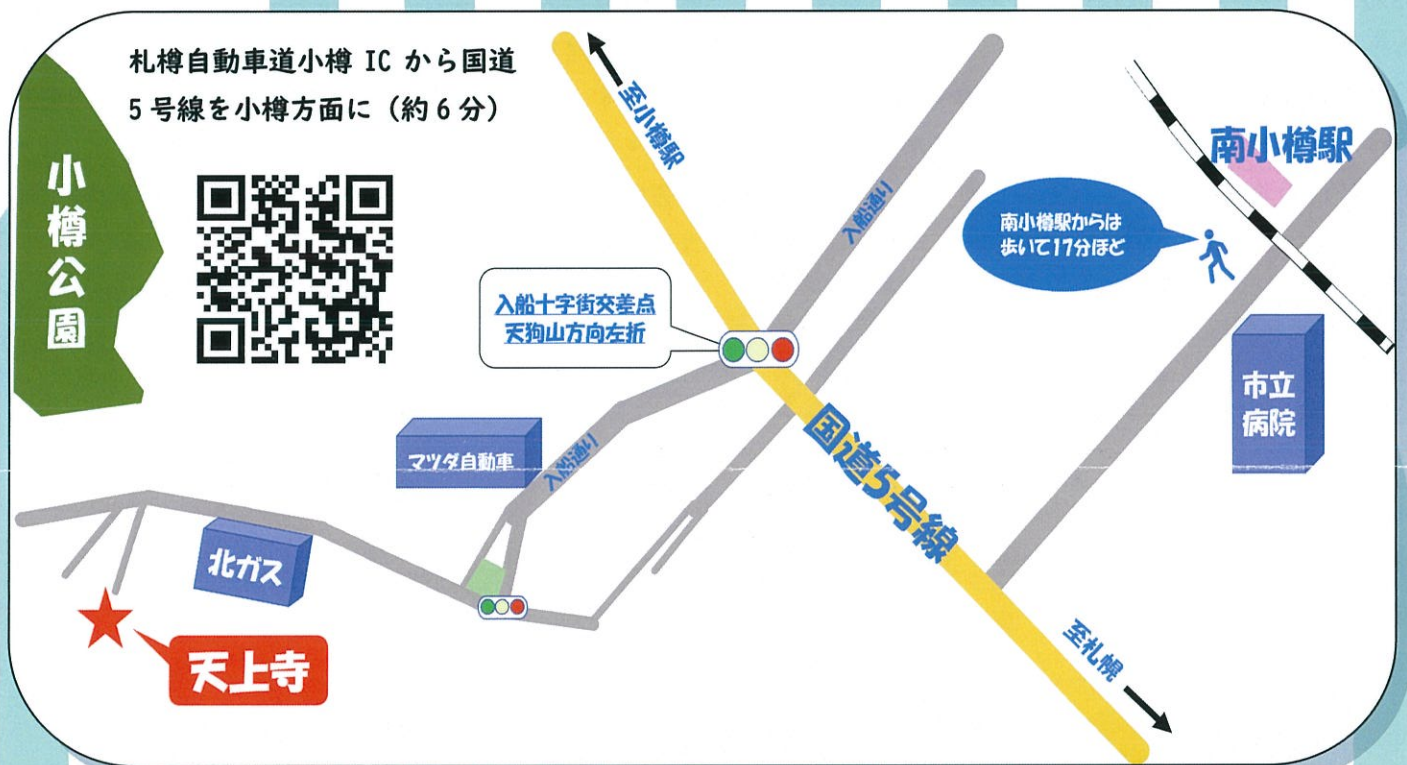 札樽自動車道小樽 IC から国道
5 号線を小樽方面に（約 6 分）
小樽公園
至小樽駅
入船通り
南小樽駅
南小樽駅からは
歩いて17分ほど
入船十字街交差点
天狗山方向左折
市立
病院
マツダ自動車
入船通り
国道5号線
北ガス
天上寺
至札幌